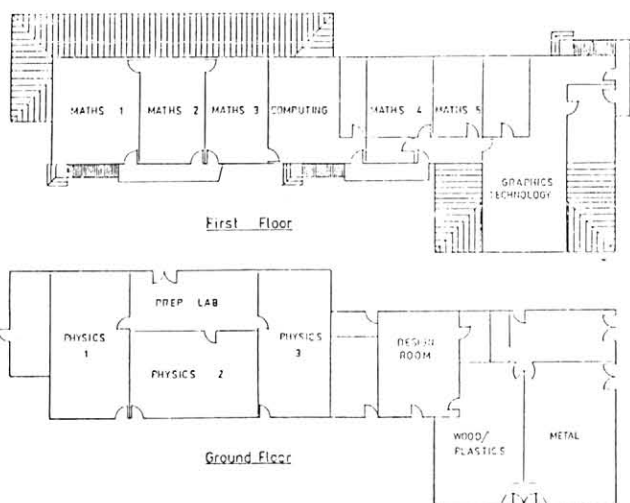 MATHS 1
MATHS 2
MATHS 3
COMPUTING
MATHS 4
MATHS 5
GRAPHICS
TECHNOLOGY
First Floor
PREP LAB
PHYSICS
1
PHYSICS 2
PHYSICS
3
DESIGN
ROOM
WOOD/
PLASTICS
METAL
Ground Floor